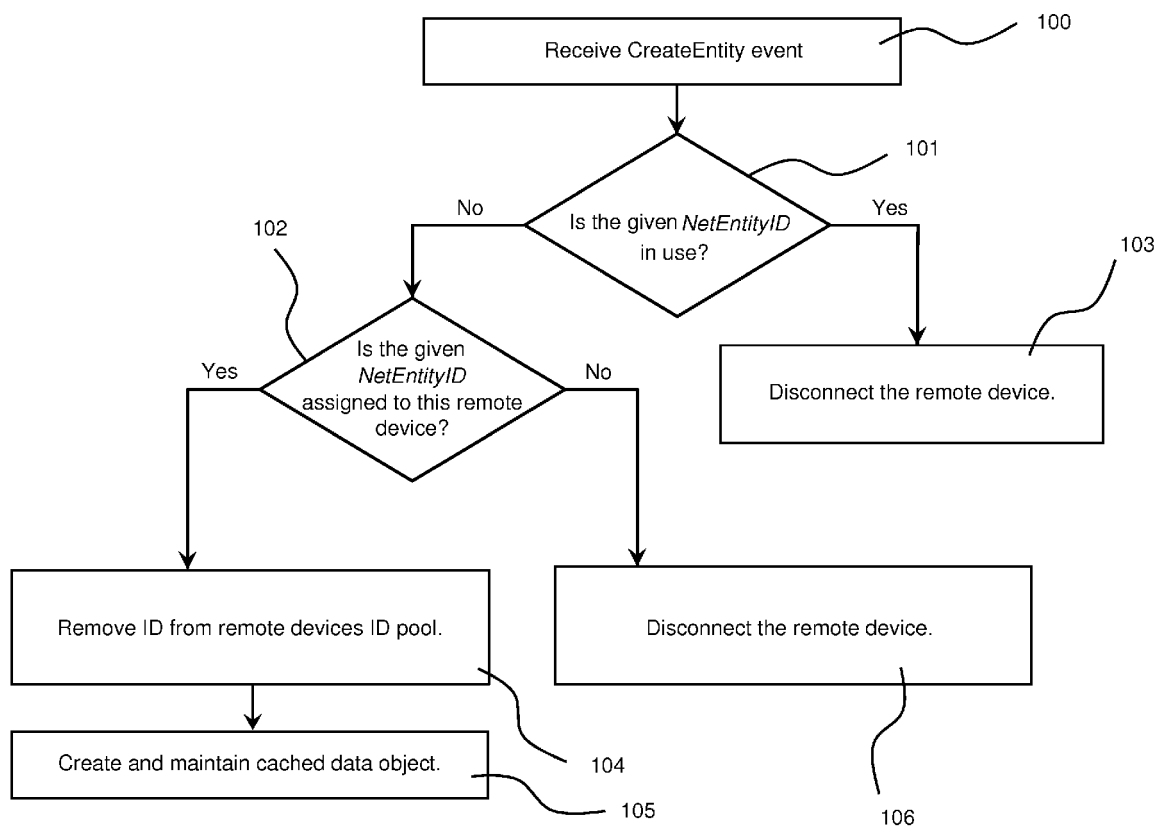 Receive CreateEntity event
100
101
Is the given NetEntityID
in use?
No
Yes
102
103
Is the given
NetEntityID
assigned to this remote
device?
Yes
No
Disconnect the remote device.
Remove ID from remote devices ID pool.
Disconnect the remote device.
Create and maintain cached data object.
104
105
106